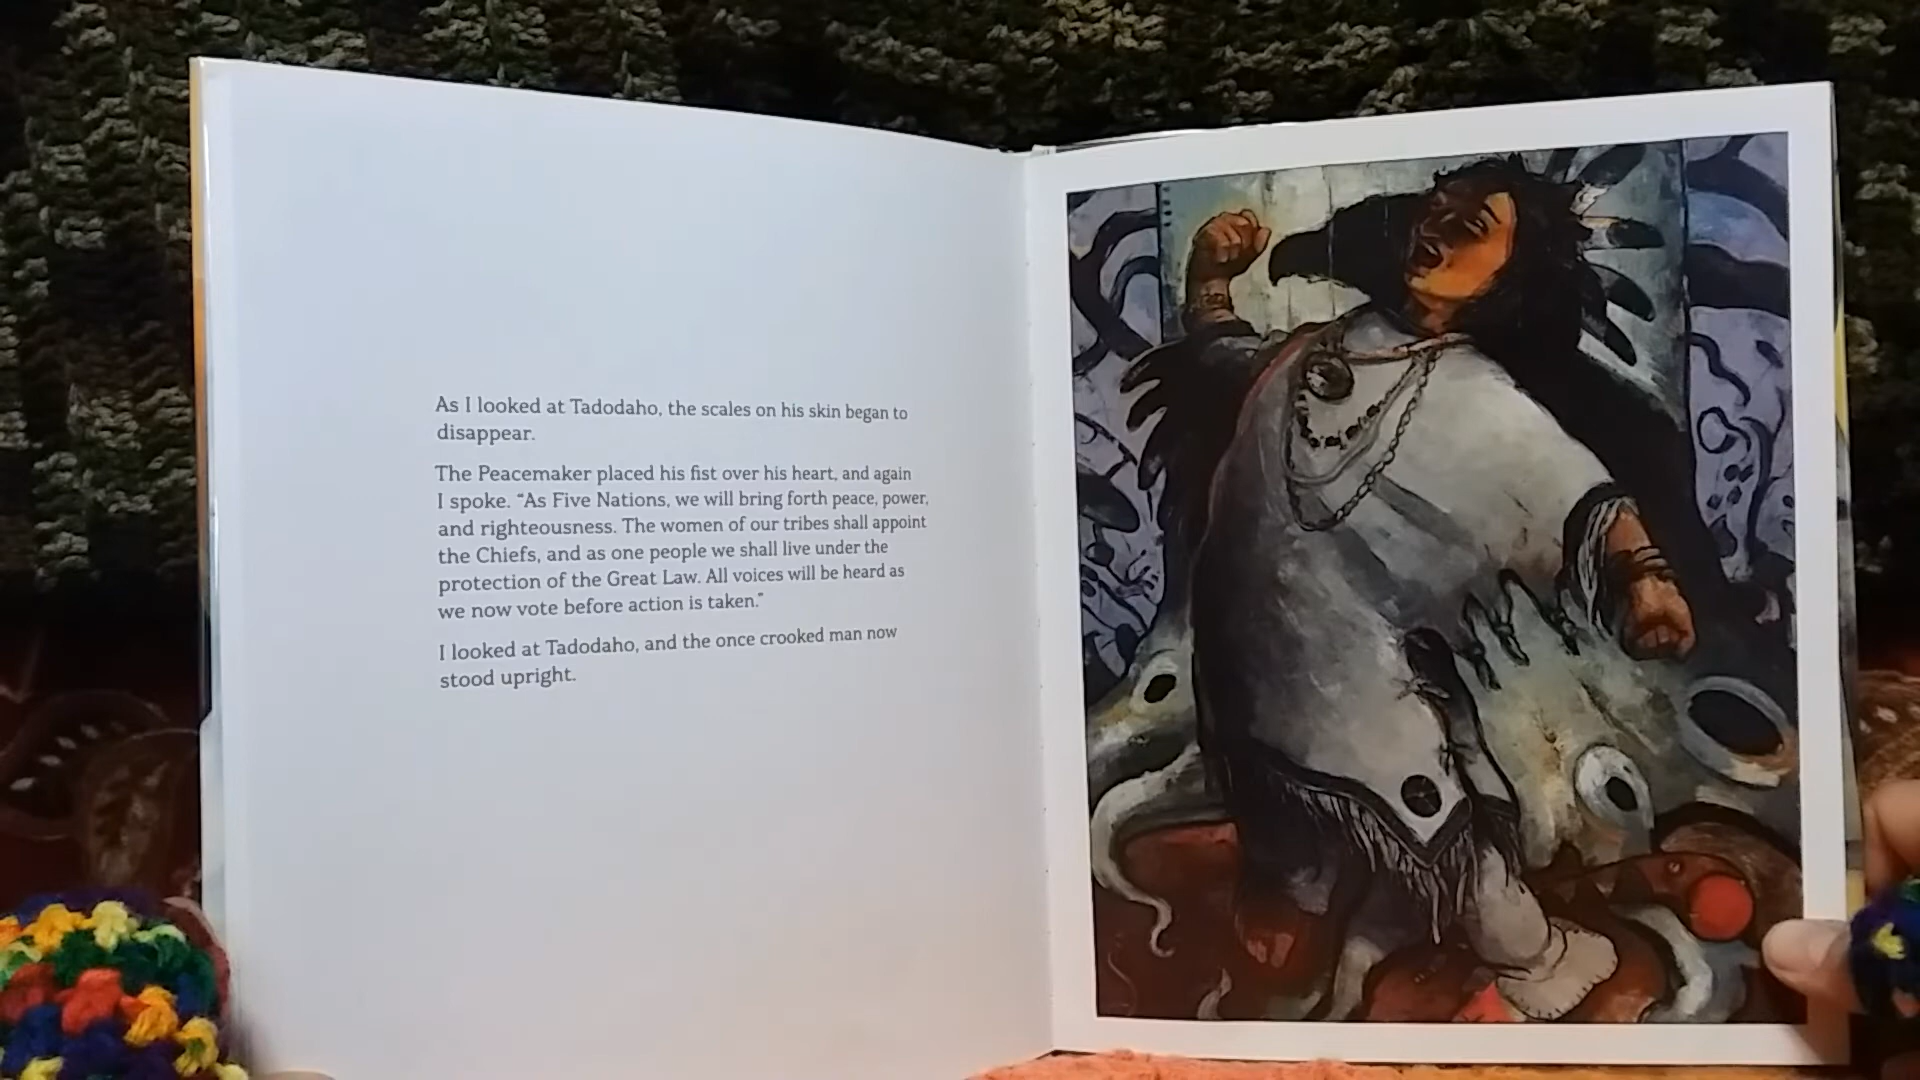 As I looked at Tadodaho, the scales on his skin began to
disappear.
The Peacemaker placed his fist over his heart, and again
I spoke. “As Five Nations, we will bring forth peace, power,
and righteousness. The women of our tribes shall appoint
the Chiefs, and as one people we shall live under the
protection of the Great Law. All voices will be heard as
we now vote before action is taken.”
I looked at Tadodaho, and the once crooked man now
stood upright.